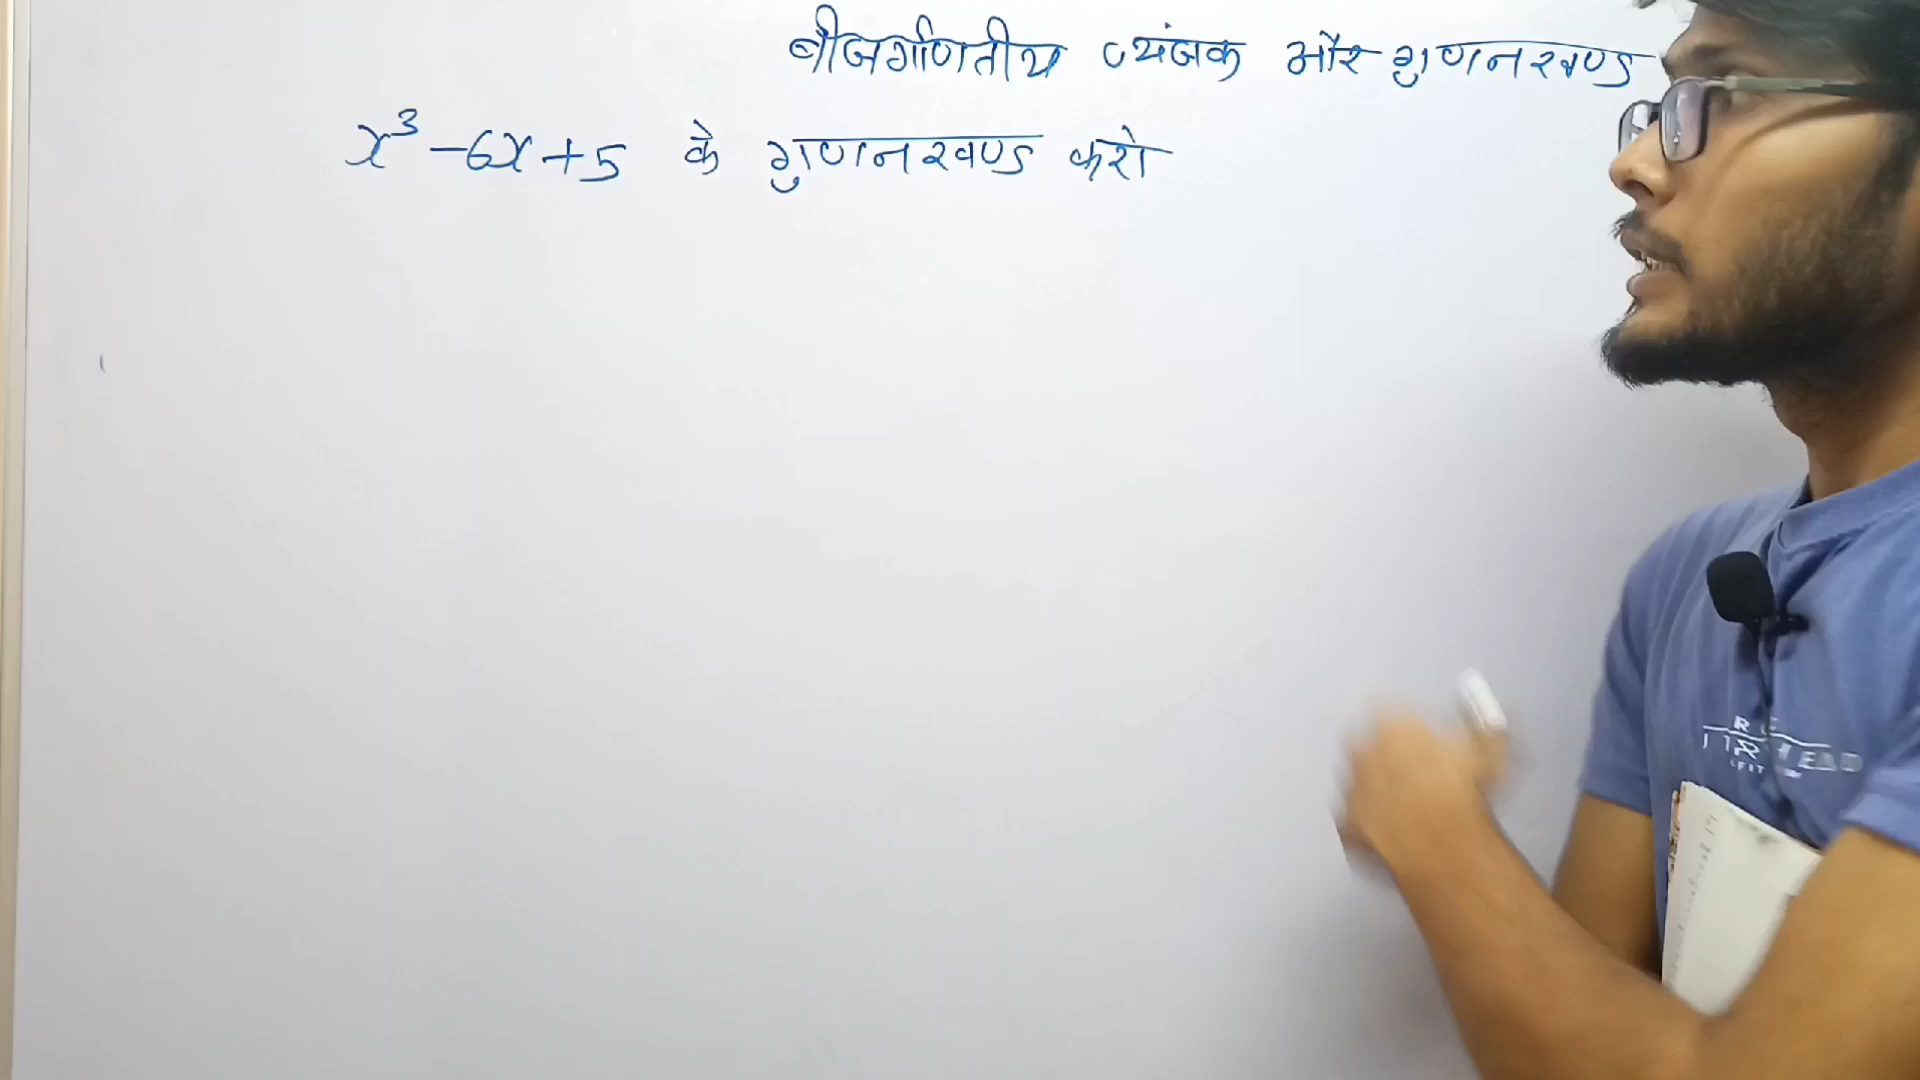 बीजगणितीय व्यंजक और गुणनखण्ड
x³ - 6x + 5 के गुणनखण्ड करो